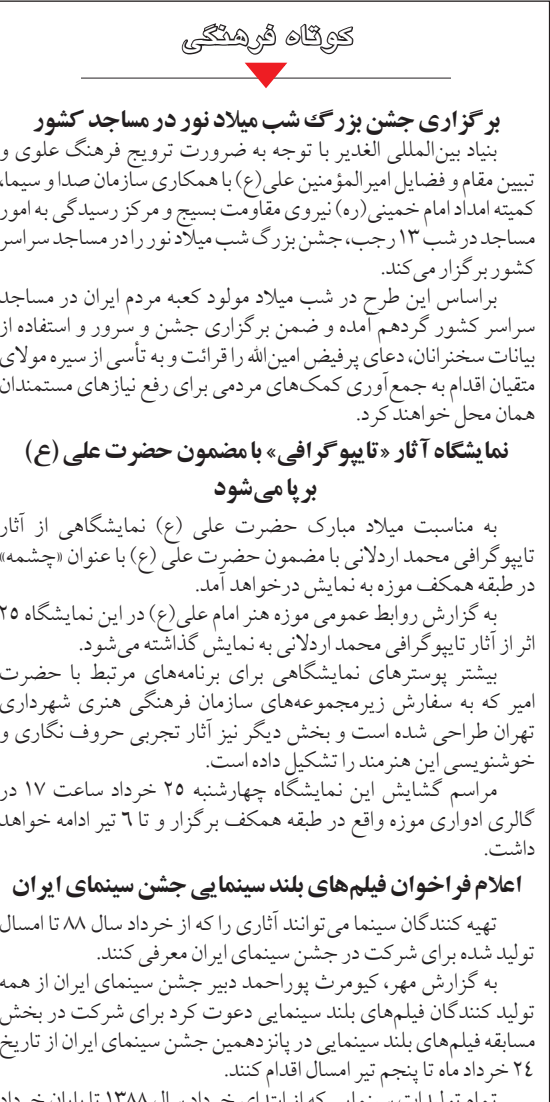 کوتاه فرهنگی
برگزاری جشن بزرگ شب میلاد نور در مساجد کشور
بنیاد بین‌المللی الغدیر با توجه به ضرورت ترویج فرهنگ علوی و
تبیین مقام و فضایل امیرالمؤمنین علی(ع) با همکاری سازمان صدا و سیما،
کمیته امداد امام خمینی(ره) نیروی مقاومت بسیج و مرکز رسیدگی به امور
مساجد در شب ۱۳ رجب، جشن بزرگ شب میلاد نور را در مساجد سراسر
کشور برگزار می‌کند.
براساس این طرح در شب میلاد مولود کعبه مردم ایران در مساجد
سراسر کشور گردهم آمده و ضمن برگزاری جشن و سرور و استفاده از
بیانات سخنرانان، دعای پرفیض امین‌الله را قرائت و به تأسی از سیره مولای
متقیان اقدام به جمع‌آوری کمک‌های مردمی برای رفع نیازهای مستمندان
همان محل خواهند کرد.
نمایشگاه آثار «تایپوگرافی» با مضمون حضرت علی (ع)
برپا می‌شود
به مناسبت میلاد مبارک حضرت علی (ع) نمایشگاهی از آثار
تایپوگرافی محمد اردلانی با مضمون حضرت علی (ع) با عنوان «چشمه»
در طبقه همکف موزه به نمایش درخواهد آمد.
به گزارش روابط عمومی موزه هنر امام علی(ع) در این نمایشگاه ۲۵
اثر از آثار تایپوگرافی محمد اردلانی به نمایش گذاشته می‌شود.
بیشتر پوسترهای نمایشگاهی برای برنامه‌های مرتبط با حضرت
امیر که به سفارش زیرمجموعه‌های سازمان فرهنگی هنری شهرداری
تهران طراحی شده است و بخش دیگر نیز آثار تجربی حروف نگاری و
خوشنویسی این هنرمند را تشکیل داده است.
مراسم گشایش این نمایشگاه چهارشنبه ۲۵ خرداد ساعت ۱۷ در
گالری ادواری موزه واقع در طبقه همکف برگزار و تا ۶ تیر ادامه خواهد
داشت.
اعلام فراخوان فیلم‌های بلند سینمایی جشن سینمای ایران
تهیه کنندگان سینما می‌توانند آثاری را که از خرداد سال ۸۸ تا امسال
تولید شده برای شرکت در جشن سینمای ایران معرفی کنند.
به گزارش مهر، کیومرث پوراحمد دبیر جشن سینمای ایران از همه
تولید کنندگان فیلم‌های بلند سینمایی دعوت کرد برای شرکت در بخش
مسابقه فیلم‌های بلند سینمایی در پانزدهمین جشن سینمای ایران از تاریخ
۲۴ خرداد ماه تا پنجم تیر امسال اقدام کنند.
تمام تولیدات سینمایی که از ابتدای خرداد سال ۱۳۸۸ تا پایان خرداد